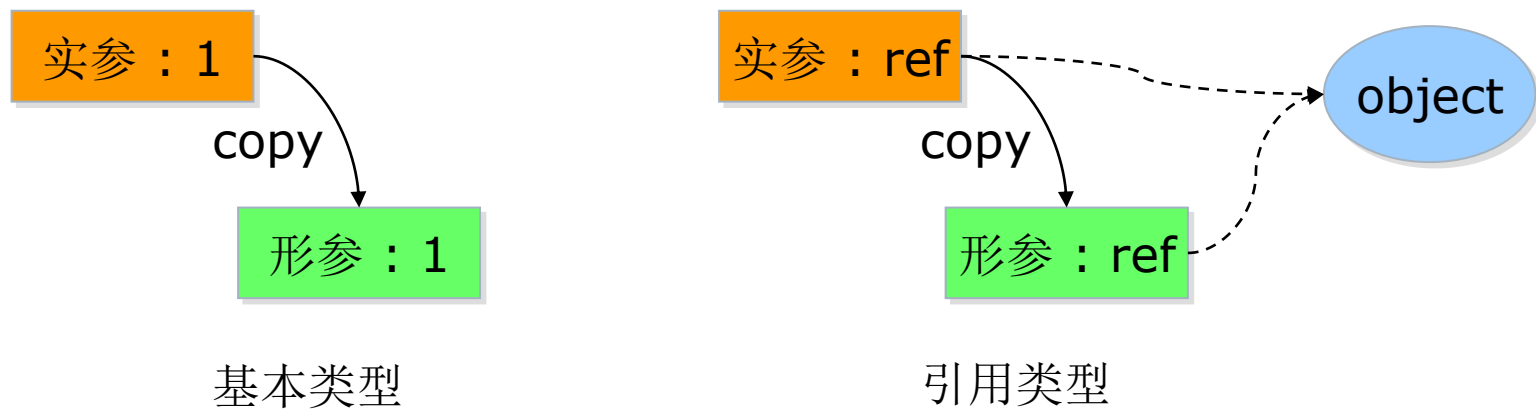 实参 : 1
实参 : ref
object
copy
copy
形参 : 1
形参 : ref
基本类型
引用类型